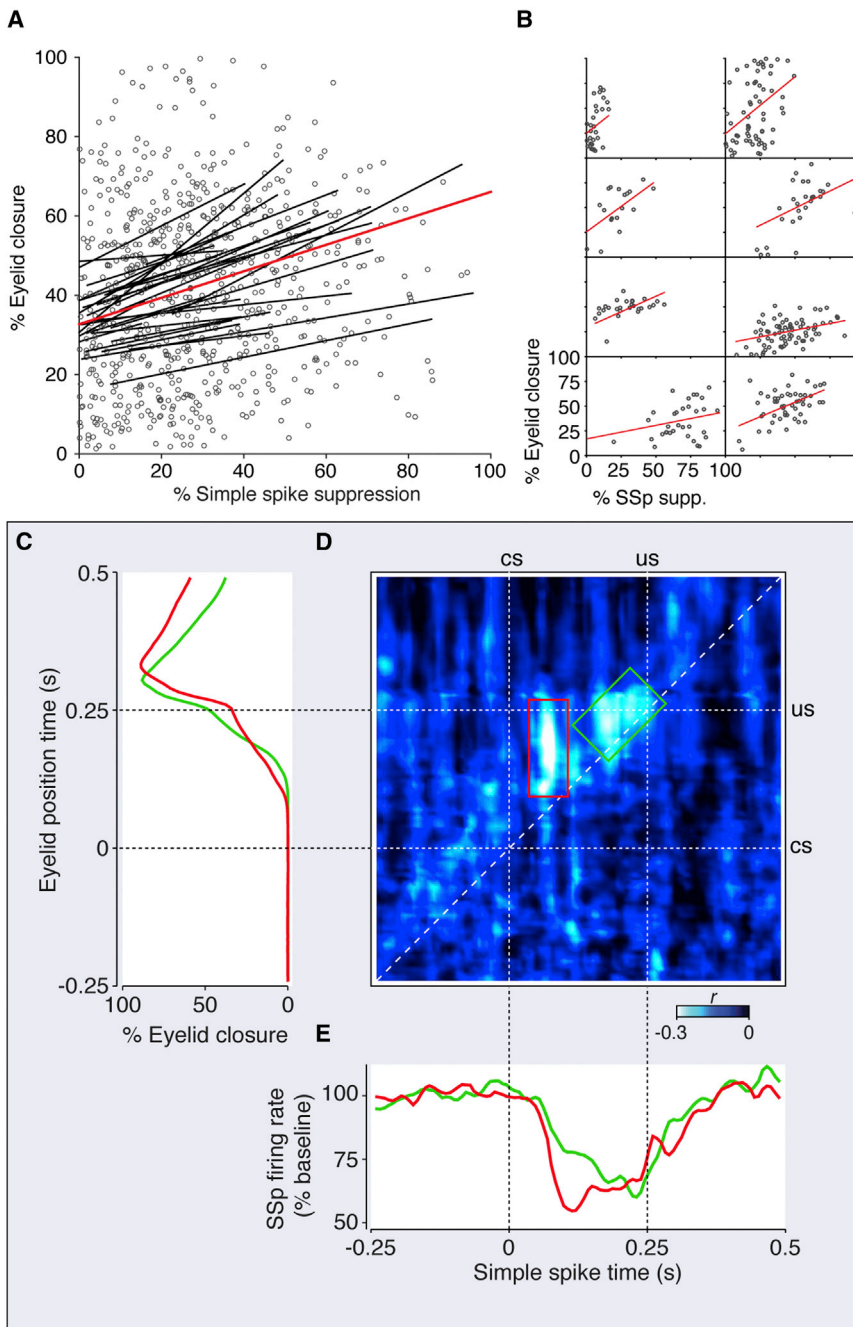 A
100
80
60
40
20
0
% Eyelid closure
0 20 40 60 80 100
% Simple spike suppression
B
100
75
50
25
0
% Eyelid closure
0 25 50 75 100
% SSp supp.
C
0.5
0.25
0
-0.25
Eyelid position time (s)
100 50 0
% Eyelid closure
D
cs us
us
cs
r
-0.3 0
E
100
75
50
SSp firing rate
(% baseline)
-0.25 0 0.25 0.5
Simple spike time (s)